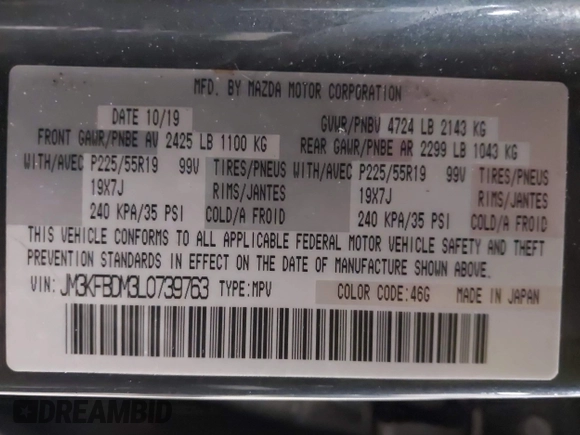 MFD. BY MAZDA MOTOR CORPORATION
DATE 10/19 GVWR/PNBV 4724 LB 2143 KG
FRONT GAWR/PNBE AV 2425 LB 1100 KG REAR GAWR/PNBE AR 2299 LB 1043 KG
WITH/AVEC P225/55R19 99V TIRES/PNEUS WITH/AVEC P225/55R19 99V TIRES/PNEUS
19X7J RIMS/JANTES 19X7J RIMS/JANTES
240 KPA/35 PSI COLD/A FROID 240 KPA/35 PSI COLD/A FROID
THIS VEHICLE CONFORMS TO ALL APPLICABLE FEDERAL MOTOR VEHICLE SAFETY AND THEFT
PREVENTION STANDARDS IN EFFECT ON THE DATE OF MANUFACTURE SHOWN ABOVE.
VIN: JM3KFBDM3L0739763 TYPE:MPV COLOR CODE:46G MADE IN JAPAN
DREAMBID